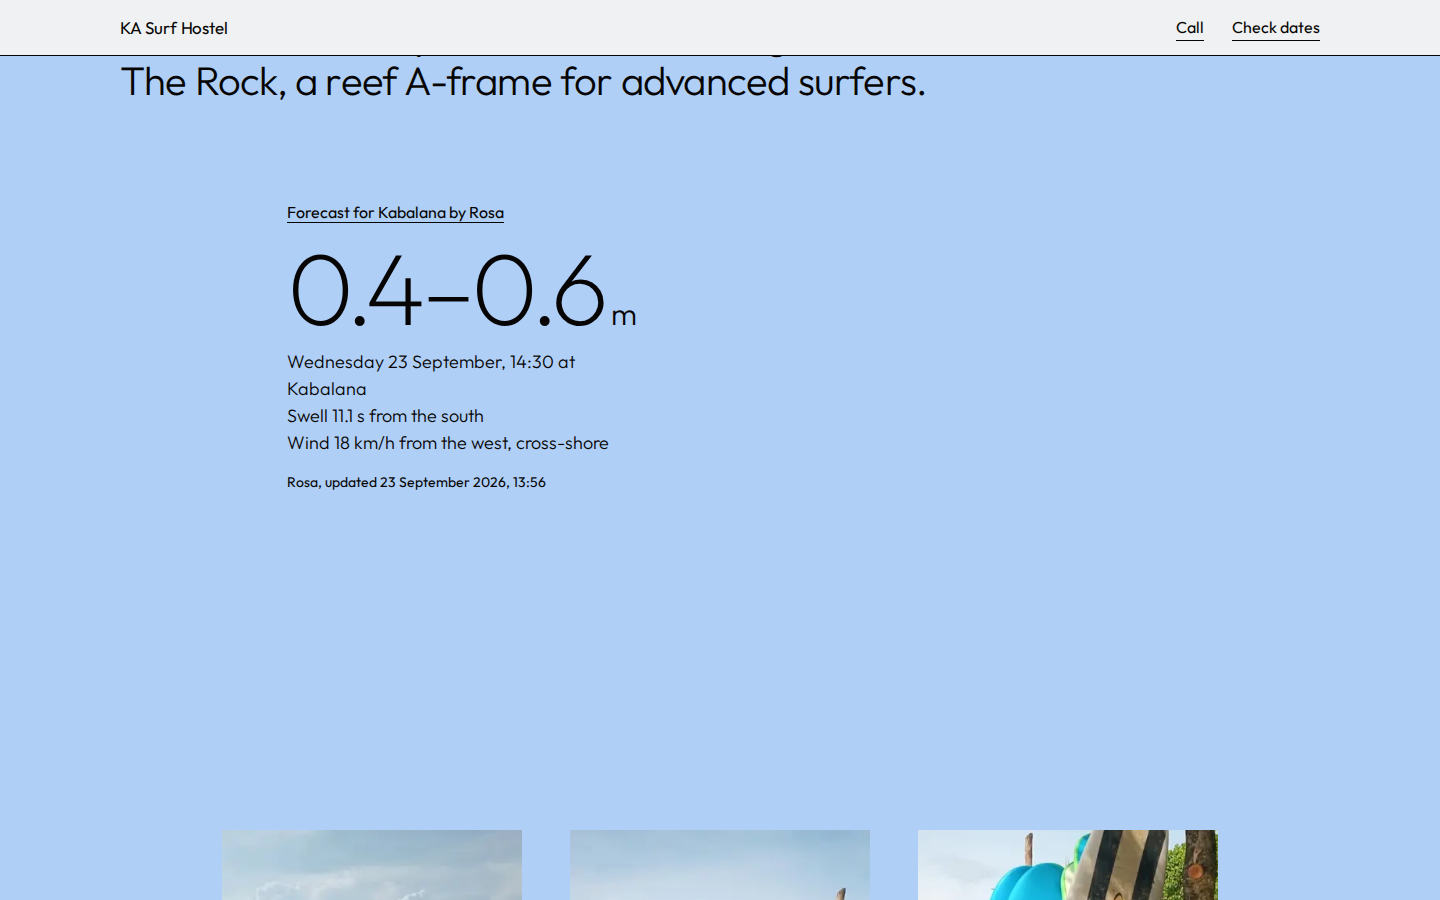 KA Surf Hostel
Call
Check dates
The Rock, a reef A-frame for advanced surfers.
Forecast for Kabalana by Rosa
0.4–0.6 m
Wednesday 23 September, 14:30 at
Kabalana
Swell 11.1 s from the south
Wind 18 km/h from the west, cross-shore
Rosa, updated 23 September 2026, 13:56